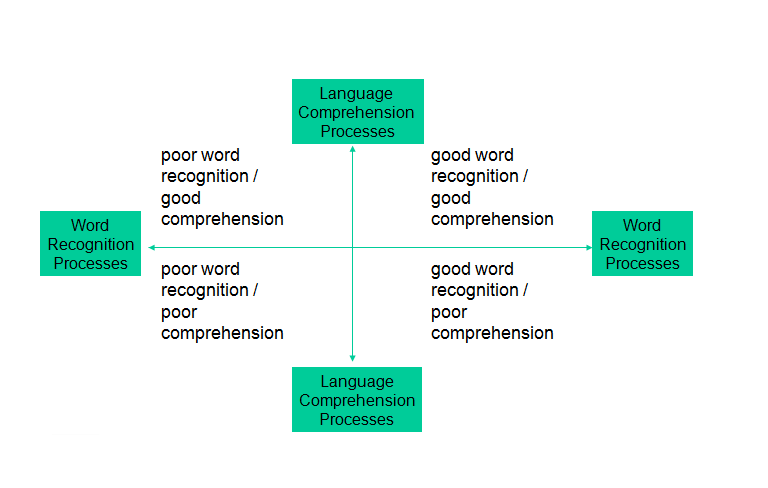 Language
Comprehension
Processes
poor word
recognition /
good
comprehension
good word
recognition /
good
comprehension
Word
Recognition
Processes
Word
Recognition
Processes
poor word
recognition /
poor
comprehension
good word
recognition /
poor
comprehension
Language
Comprehension
Processes